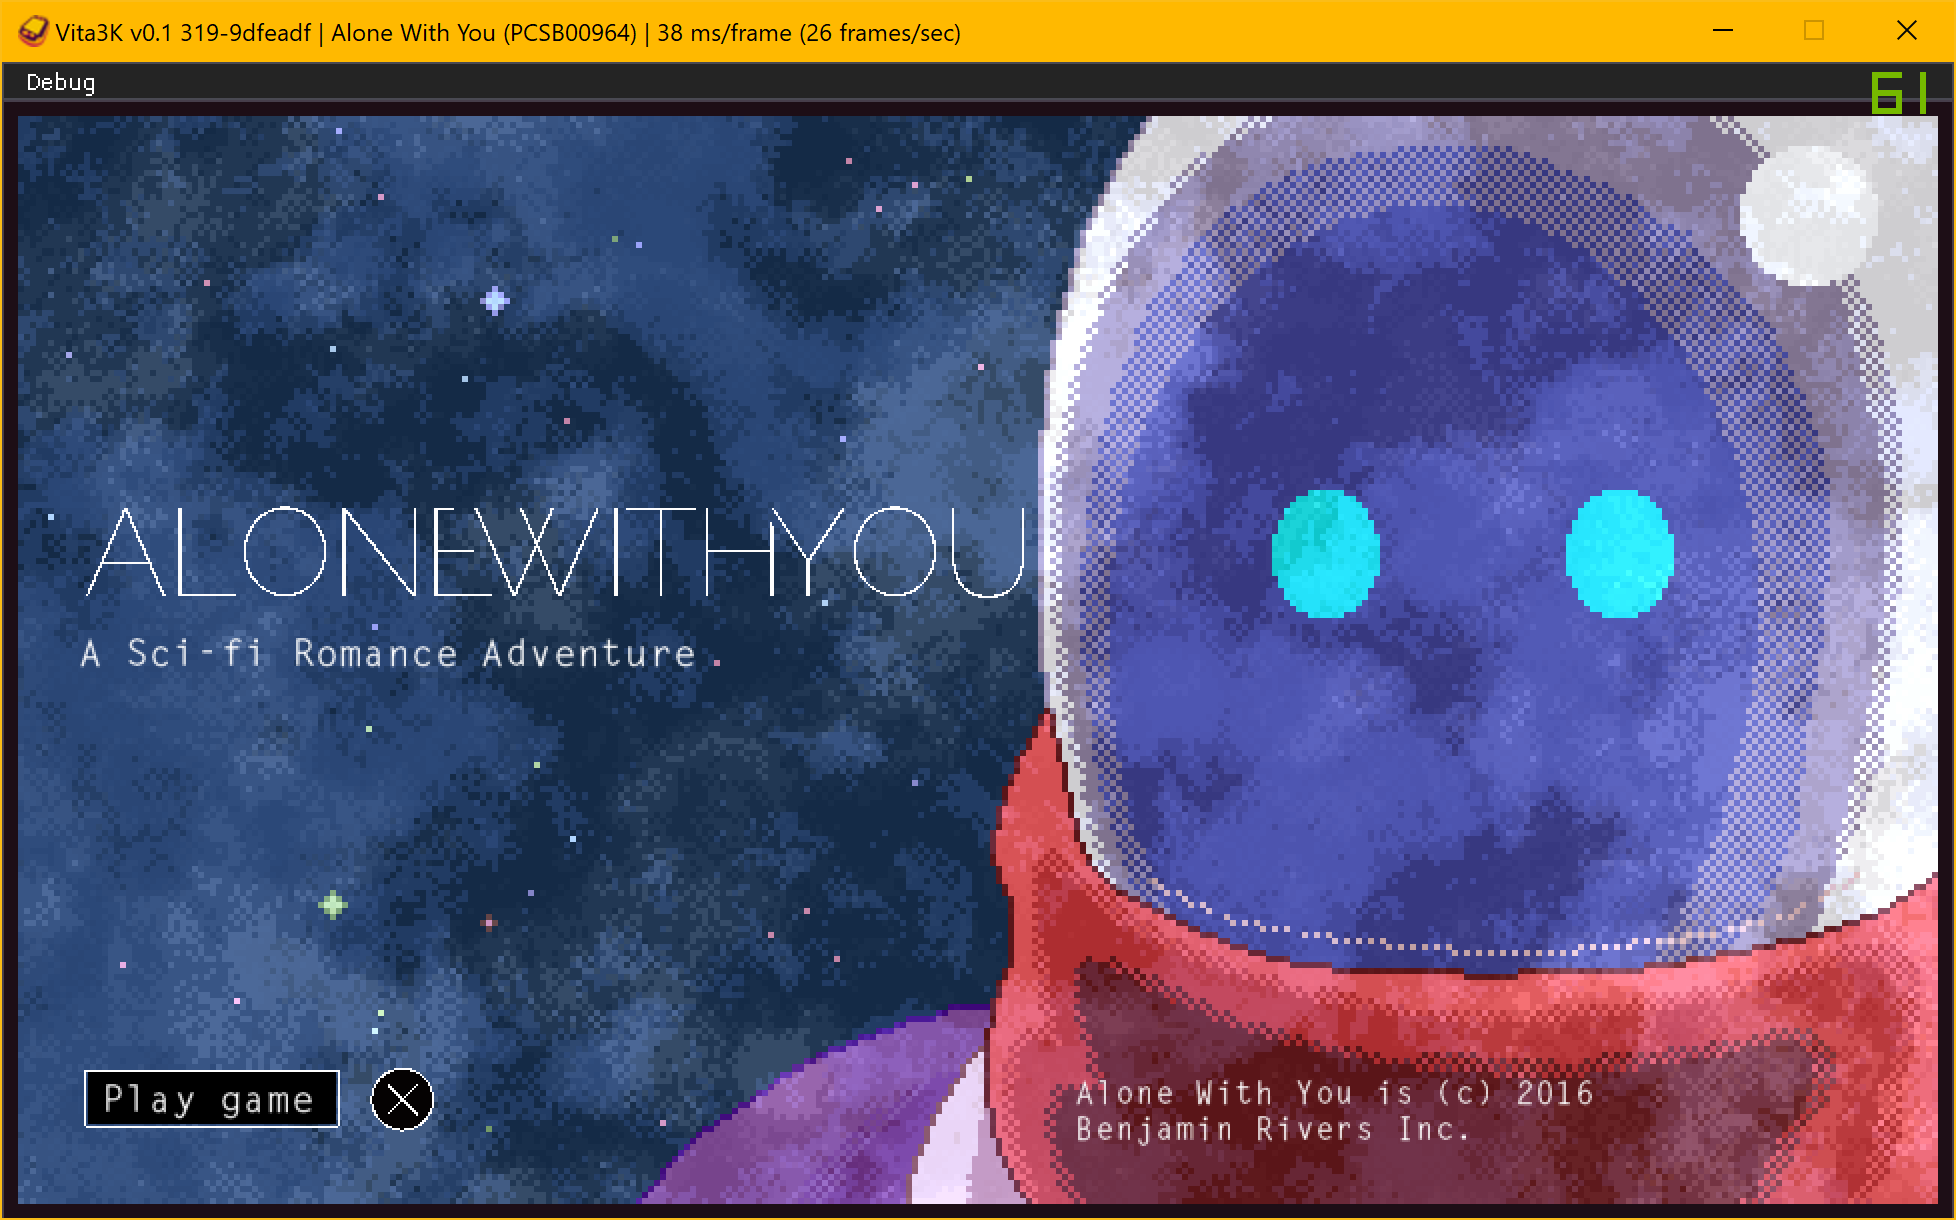 Vita3K v0.1 319-9dfeadf | Alone With You (PCSB00964) | 38 ms/frame (26 frames/sec)
Debug
61
ALONEWITHYOU
A Sci-fi Romance Adventure
Play game
Alone With You is (c) 2016
Benjamin Rivers Inc.